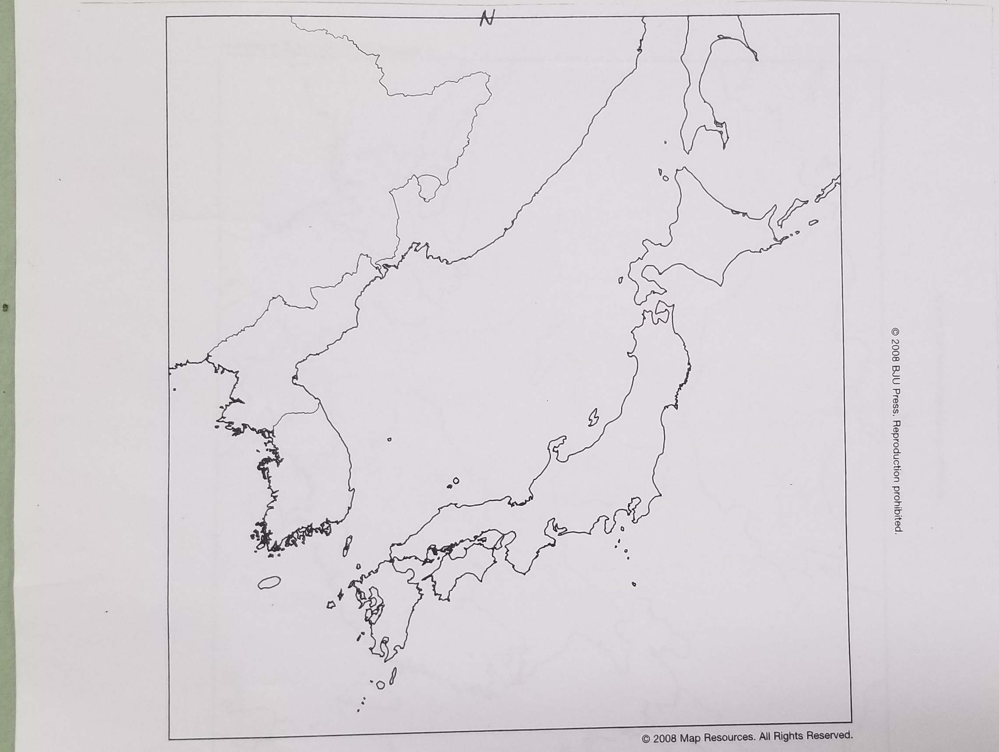 N
© 2008 BJU Press. Reproduction prohibited.
© 2008 Map Resources. All Rights Reserved.